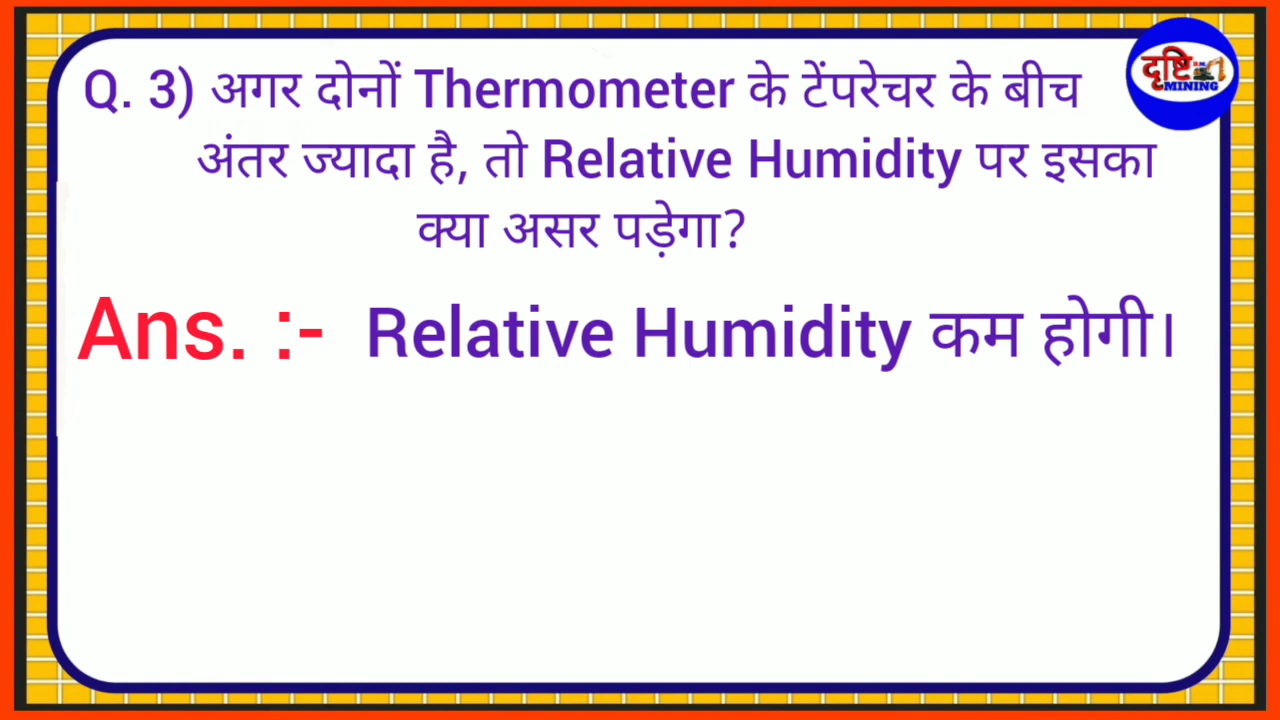 Q. 3) अगर दोनों Thermometer के टेंपरेचर के बीच
अंतर ज्यादा है, तो Relative Humidity पर इसका
क्या असर पड़ेगा?
Ans. :- Relative Humidity कम होगी।
दृष्टि
MINING